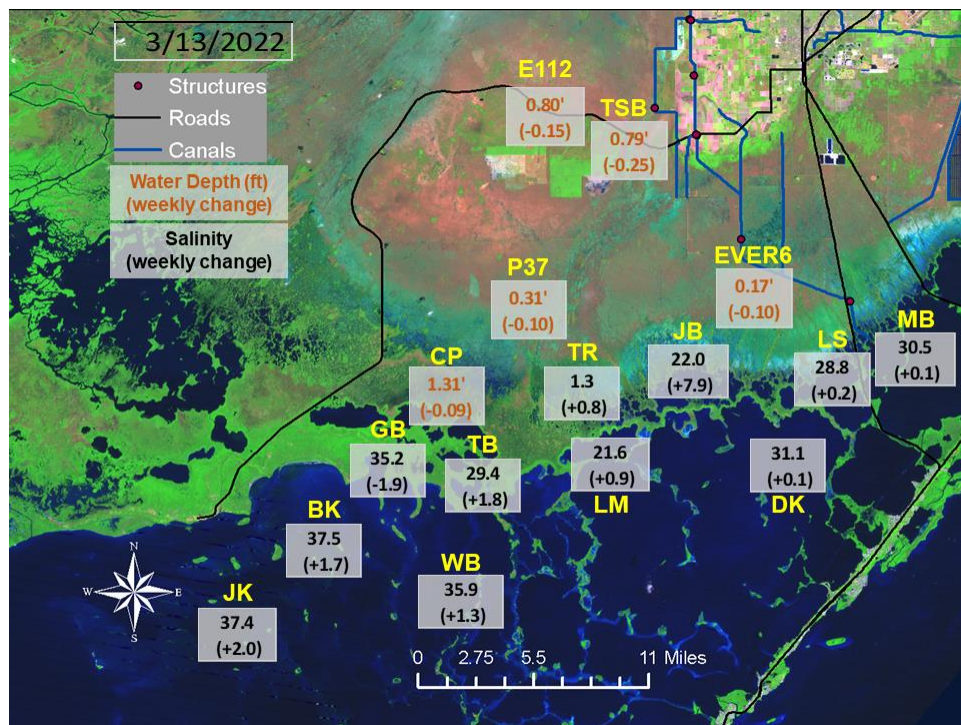 3/13/2022
Structures
Roads
Canals
Water Depth (ft)
(weekly change)
Salinity
(weekly change)
E112
0.80'
(-0.15)
TSB
0.79'
(-0.25)
P37
0.31'
(-0.10)
EVER6
0.17'
(-0.10)
CP
1.31'
(-0.09)
TR
1.3
(+0.8)
JB
22.0
(+7.9)
LS
28.8
(+0.2)
MB
30.5
(+0.1)
GB
35.2
(-1.9)
TB
29.4
(+1.8)
21.6
(+0.9)
LM
31.1
(+0.1)
DK
BK
37.5
(+1.7)
WB
35.9
(+1.3)
JK
37.4
(+2.0)
N
W E
S
0 2.75 5.5 11 Miles